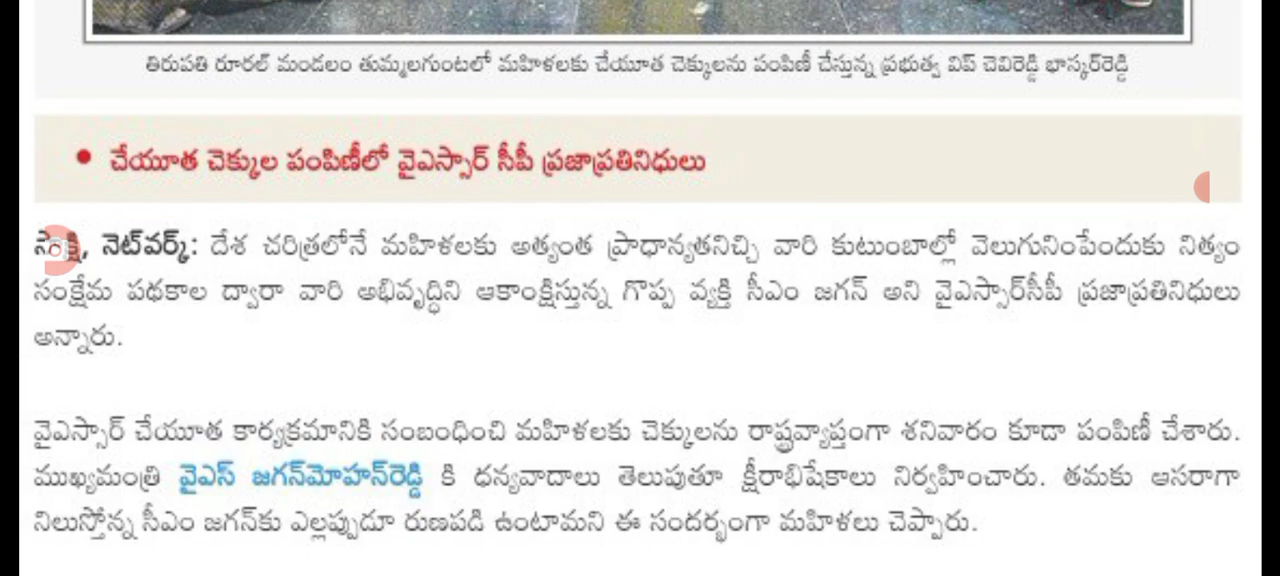 తిరుపతి రూరల్ మండలం తుమ్మలగుంటలో మహిళలకు చేయూత చెక్కులను పంపిణీ చేస్తున్న ప్రభుత్వ విప్ చెవిరెడ్డి భాస్కర్‌రెడ్డి
• చేయూత చెక్కుల పంపిణీలో వైఎస్సార్ సీపీ ప్రజాప్రతినిధులు
సాక్షి, నెట్‌వర్క్: దేశ చరిత్రలోనే మహిళలకు అత్యంత ప్రాధాన్యతనిచ్చి వారి కుటుంబాల్లో వెలుగునింపేందుకు నిత్యం
సంక్షేమ పథకాల ద్వారా వారి అభివృద్ధిని ఆకాంక్షిస్తున్న గొప్ప వ్యక్తి సీఎం జగన్ అని వైఎస్సార్‌సీపీ ప్రజాప్రతినిధులు
అన్నారు.
వైఎస్సార్ చేయూత కార్యక్రమానికి సంబంధించి మహిళలకు చెక్కులను రాష్ట్రవ్యాప్తంగా శనివారం కూడా పంపిణీ చేశారు.
ముఖ్యమంత్రి వైఎస్ జగన్‌మోహన్‌రెడ్డి కి ధన్యవాదాలు తెలుపుతూ క్షీరాభిషేకాలు నిర్వహించారు. తమకు ఆసరాగా
నిలుస్తోన్న సీఎం జగన్‌కు ఎల్లప్పుడూ రుణపడి ఉంటామని ఈ సందర్భంగా మహిళలు చెప్పారు.